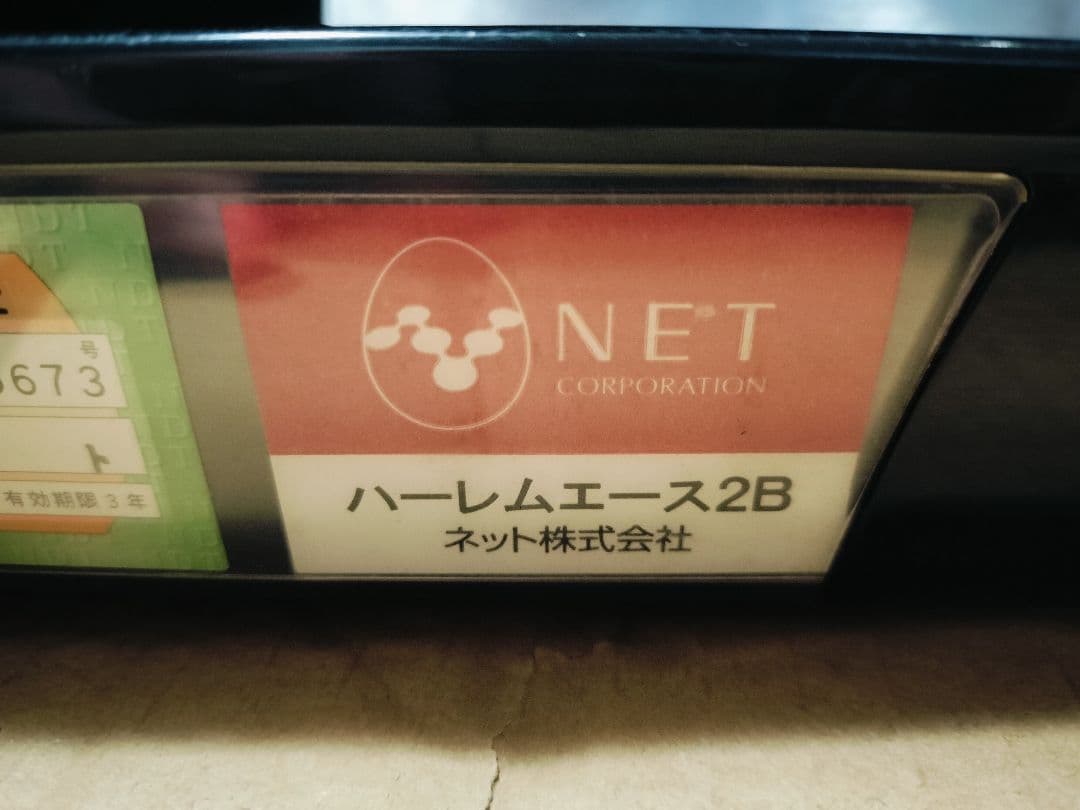 号
673
ト
有効期限3年
NET
CORPORATION
ハーレムエース2B
ネット株式会社